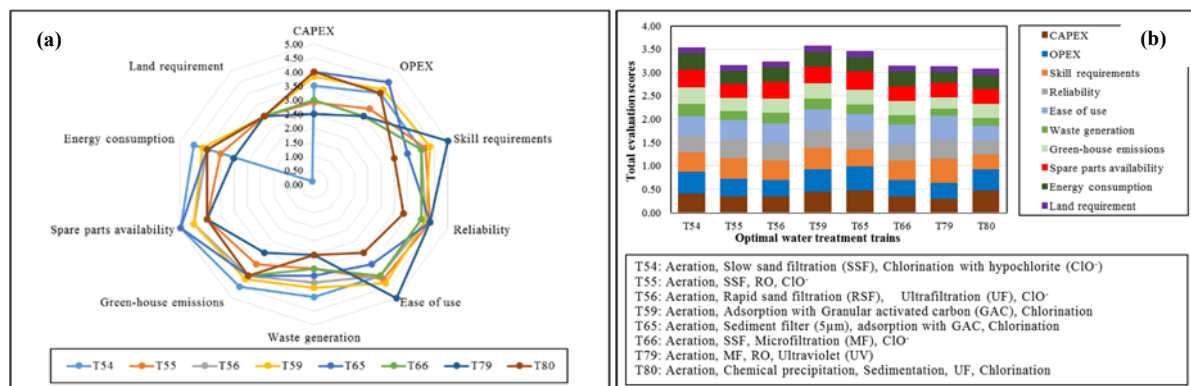 (a)
CAPEX
5.00
4.50
4.00
3.50
3.00
2.50
2.00
1.50
1.00
0.50
0.00
OPEX
Skill requirements
Reliability
Ease of use
Waste generation
Green-house emissions
Spare parts availability
Energy consumption
Land requirement
T54 T55 T56 T59 T65 T66 T79 T80
(b)
Total evaluation scores
4.00
3.50
3.00
2.50
2.00
1.50
1.00
0.50
0.00
T54 T55 T56 T59 T65 T66 T79 T80
Optimal water treatment trains
CAPEX
OPEX
Skill requirements
Reliability
Ease of use
Waste generation
Green-house emissions
Spare parts availability
Energy consumption
Land requirement
T54: Aeration, Slow sand filtration (SSF), Chlorination with hypochlorite (ClO⁻)
T55: Aeration, SSF, RO, ClO⁻
T56: Aeration, Rapid sand filtration (RSF), Ultrafiltration (UF), ClO⁻
T59: Aeration, Adsorption with Granular activated carbon (GAC), Chlorination
T65: Aeration, Sediment filter (5µm), adsorption with GAC, Chlorination
T66: Aeration, SSF, Microfiltration (MF), ClO⁻
T79: Aeration, MF, RO, Ultraviolet (UV)
T80: Aeration, Chemical precipitation, Sedimentation, UF, Chlorination